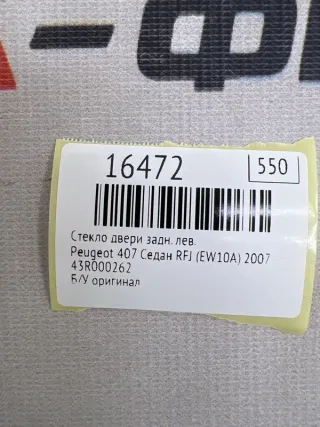 16472
550
Стекло двери задн. лев.
Peugeot 407 Седан RFJ (EW10A) 2007
43R000262
Б/У оригинал